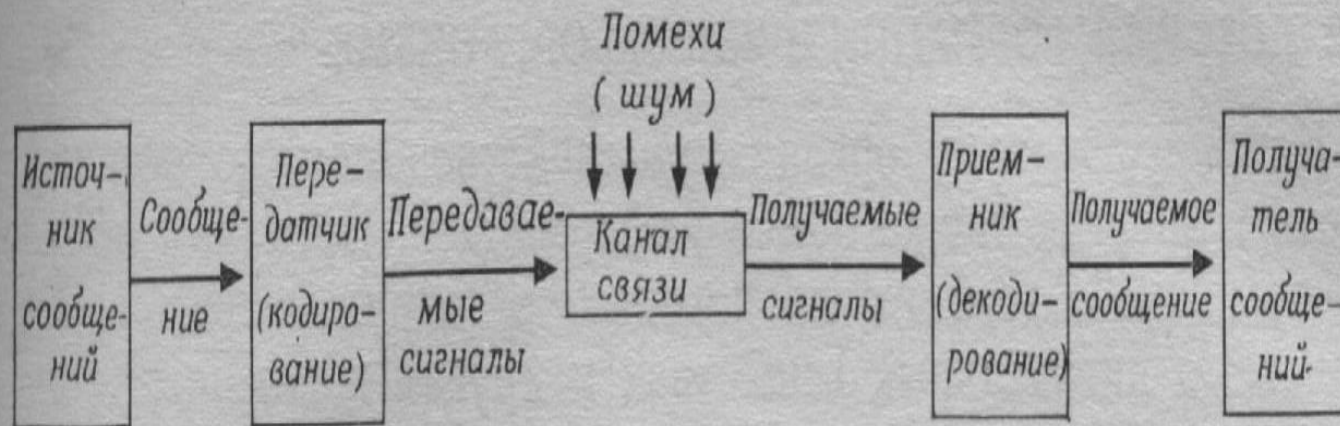 Помехи
( шум )
Источ-
ник
сообще-
ний
Сообще-
ние
Пере-
датчик
(кодиро-
вание)
Передавае-
мые
сигналы
Канал
связи
Получаемые
сигналы
Прием-
ник
(декоди-
рование)
Получаемое
сообщение
Получа-
тель
сообще-
ний